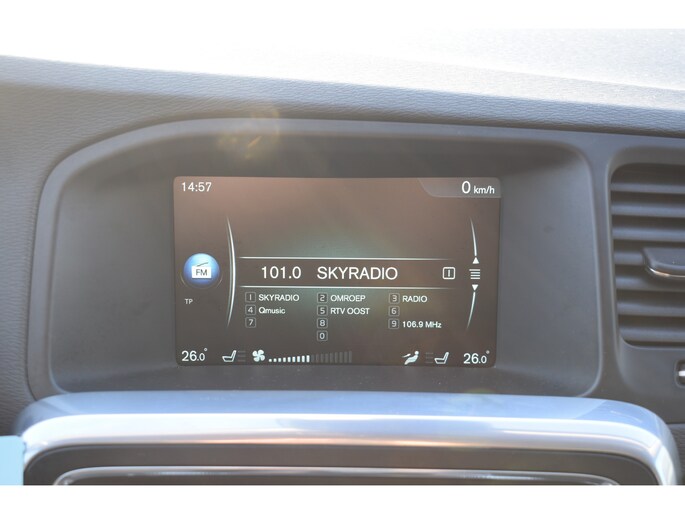 14:57 0 km/h
FM 101.0 SKYRADIO 1
TP
1 SKYRADIO 2 OMROEP 3 RADIO
4 Qmusic 5 RTV OOST 6
7 8 9 106.9 MHz
0
26.0° 26.0°